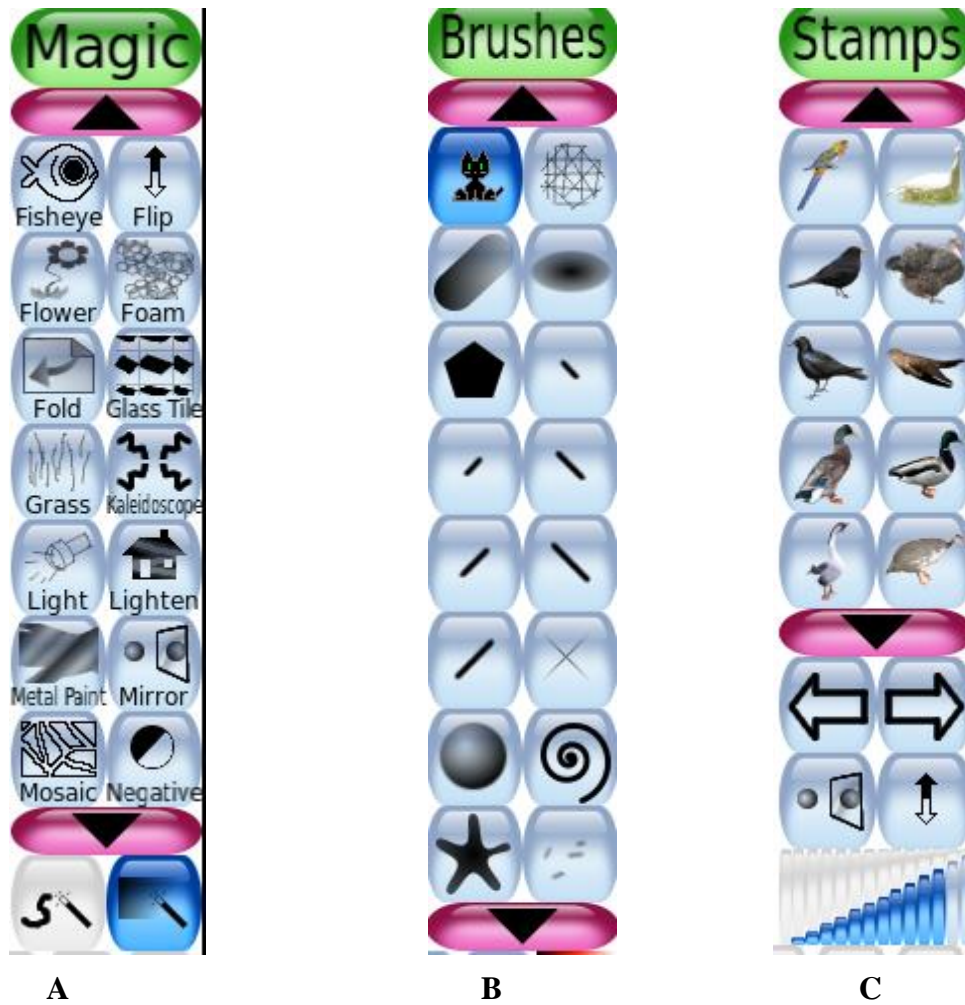 Magic Brushes Stamps
Fisheye Flip
Flower Foam
Fold Glass Tile
Grass Kaleidoscope
Light Lighten
Metal Paint Mirror
Mosaic Negative
A B C